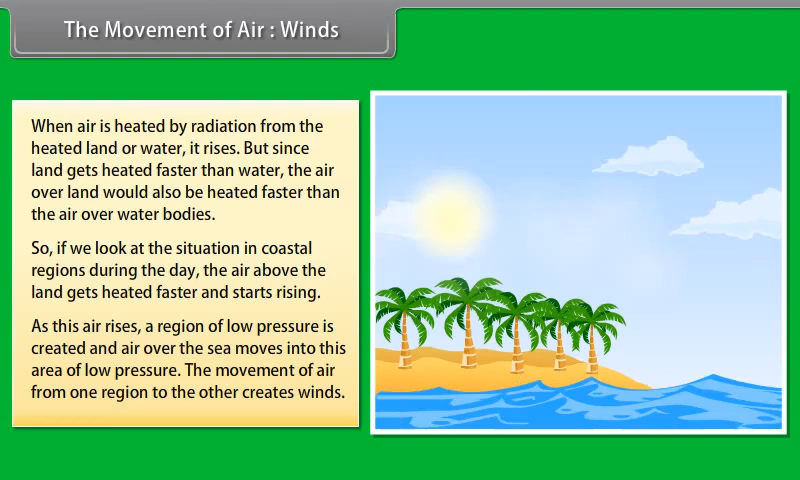 The Movement of Air : Winds
When air is heated by radiation from the
heated land or water, it rises. But since
land gets heated faster than water, the air
over land would also be heated faster than
the air over water bodies.
So, if we look at the situation in coastal
regions during the day, the air above the
land gets heated faster and starts rising.
As this air rises, a region of low pressure is
created and air over the sea moves into this
area of low pressure. The movement of air
from one region to the other creates winds.